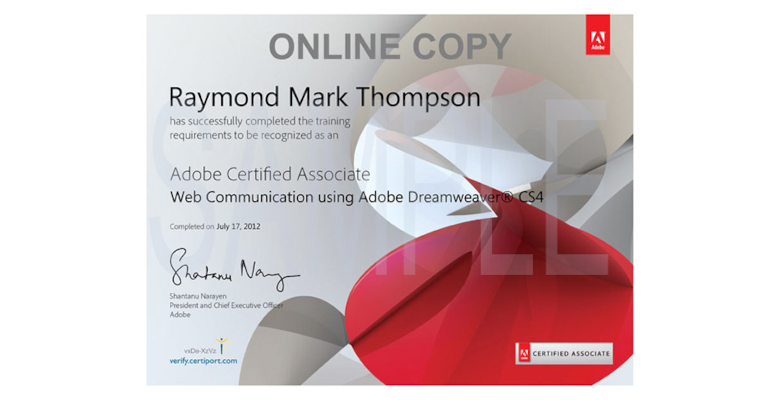 ONLINE COPY
Adobe
Raymond Mark Thompson
has successfully completed the training
requirements to be recognized as an
SAMPLE
Adobe Certified Associate
Web Communication using Adobe Dreamweaver® CS4
Completed on July 17, 2012
Shantanu Narayen
Shantanu Narayen
President and Chief Executive Officer
Adobe
vxDe-XzVz
verify.certiport.com
CERTIFIED ASSOCIATE